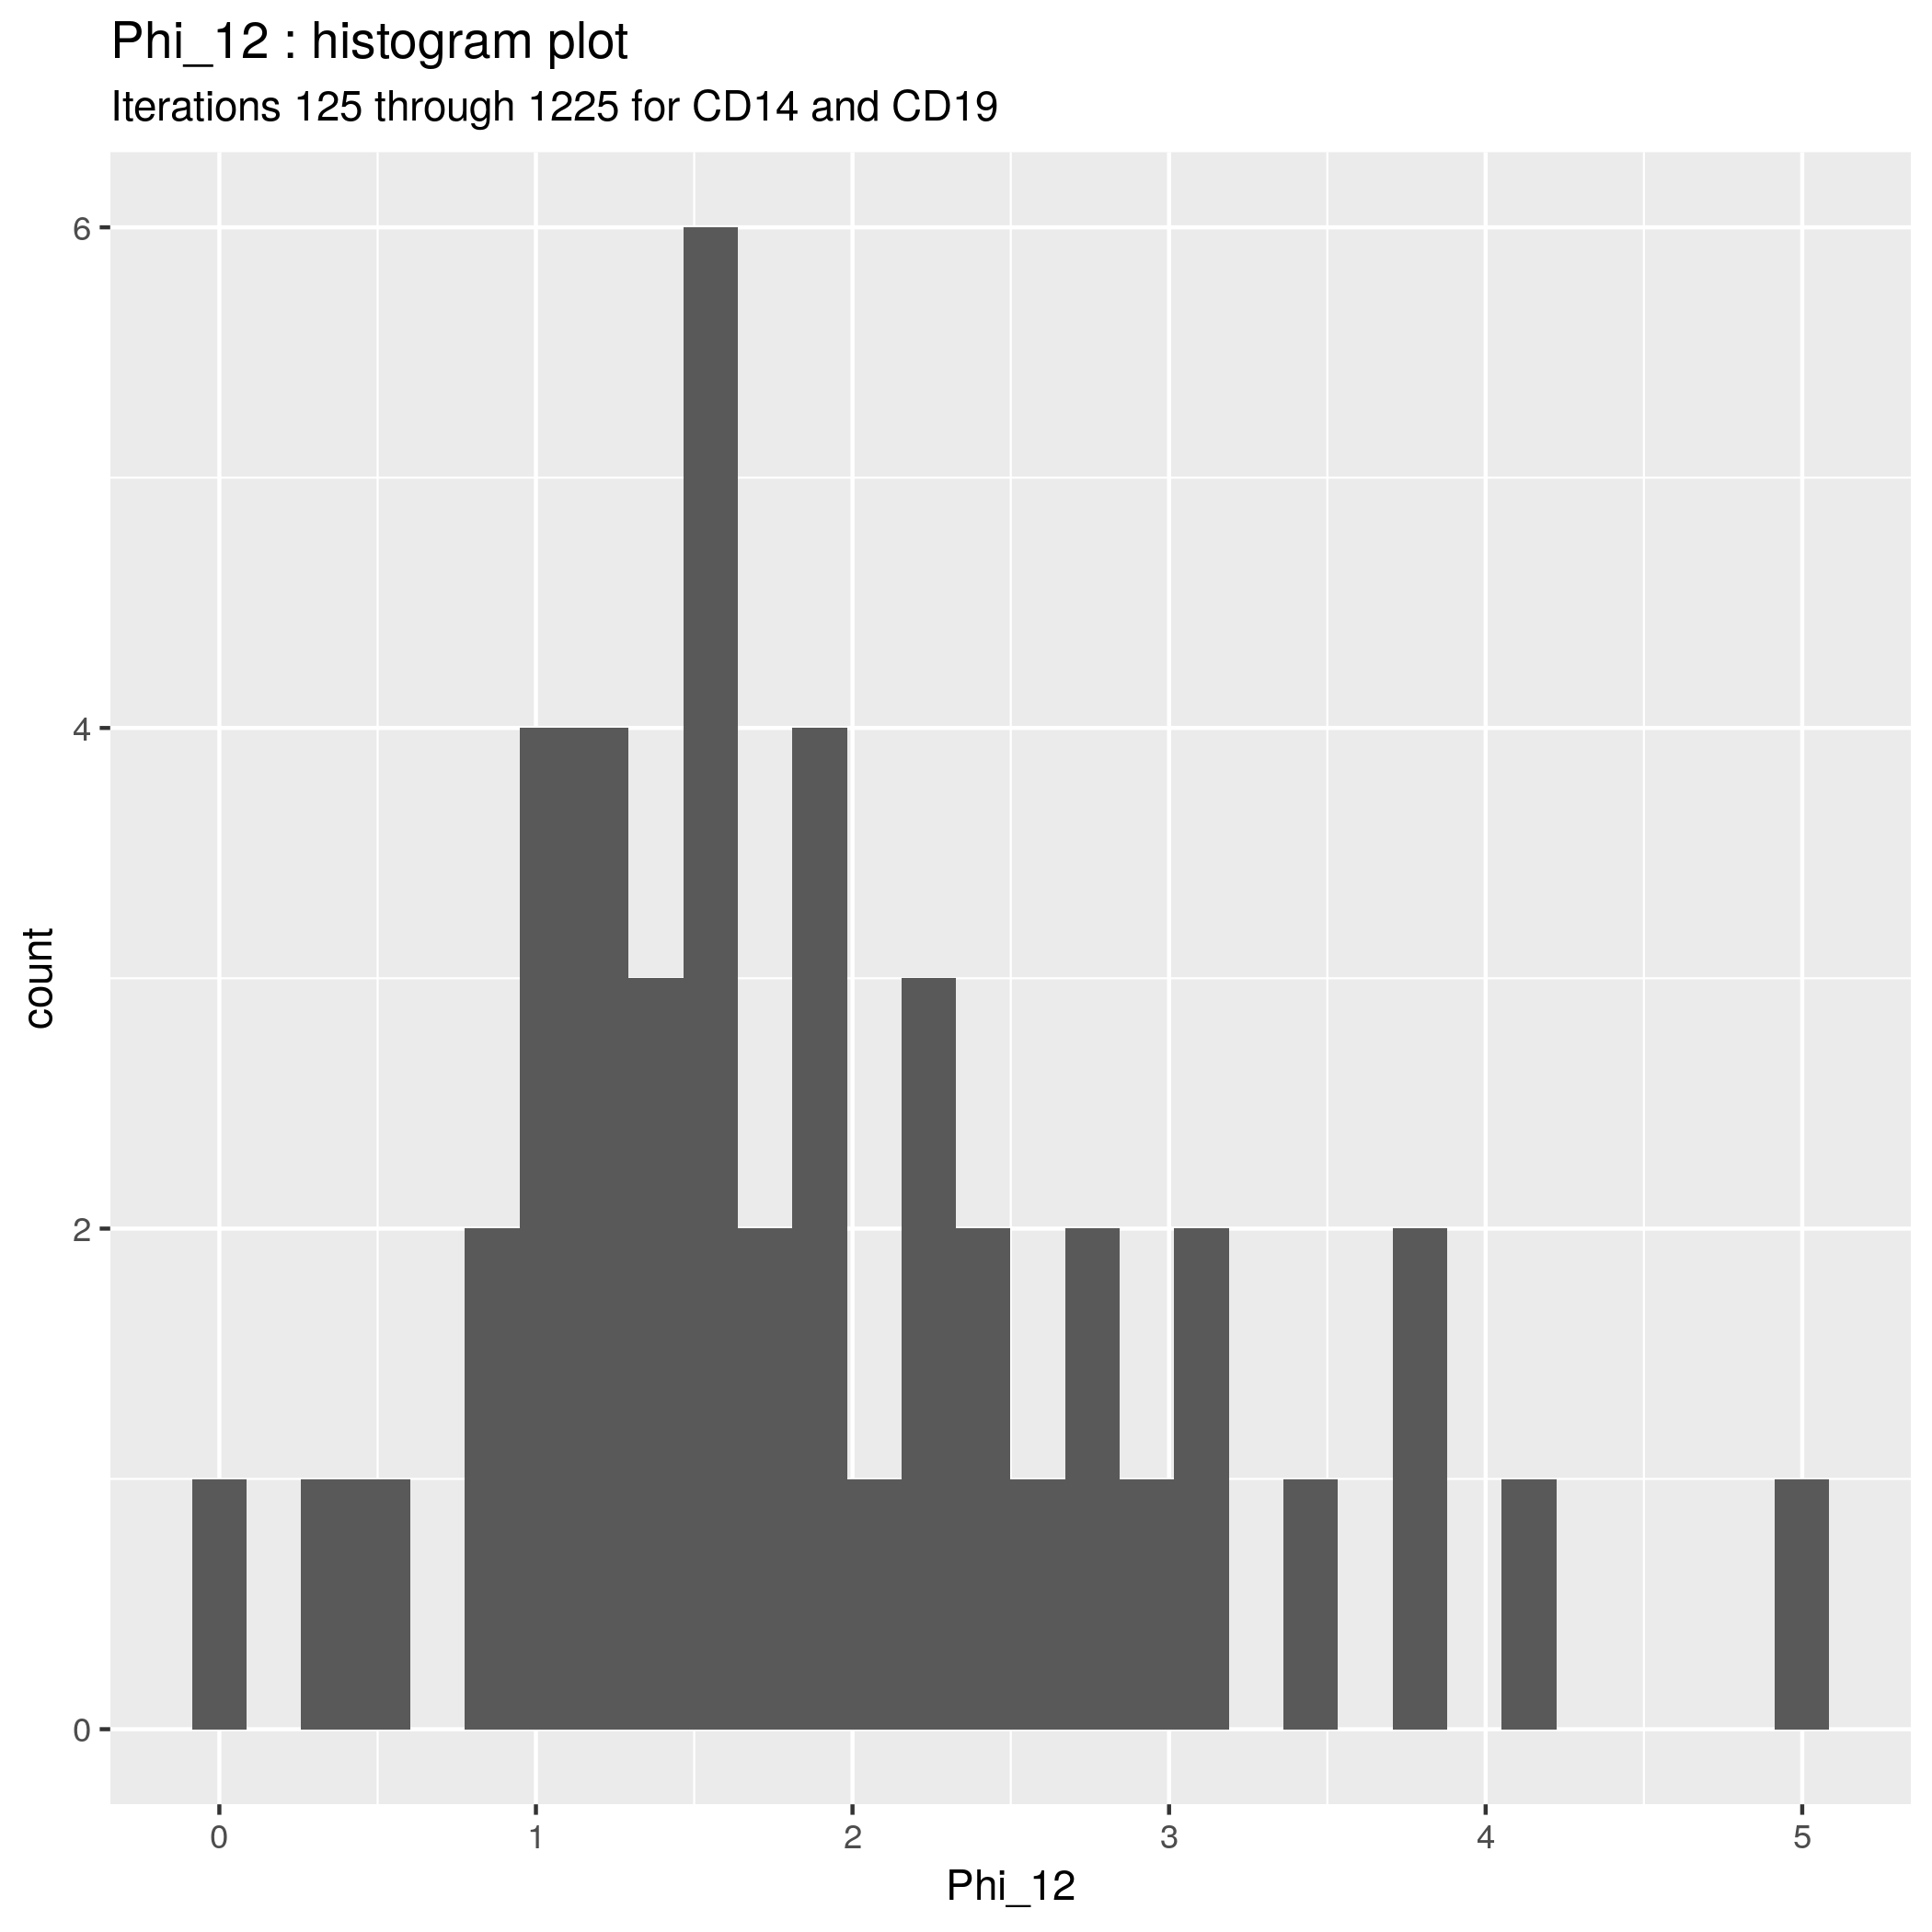 Phi_12 : histogram plot
Iterations 125 through 1225 for CD14 and CD19
6
4
2
0
count
0 1 2 3 4 5
Phi_12